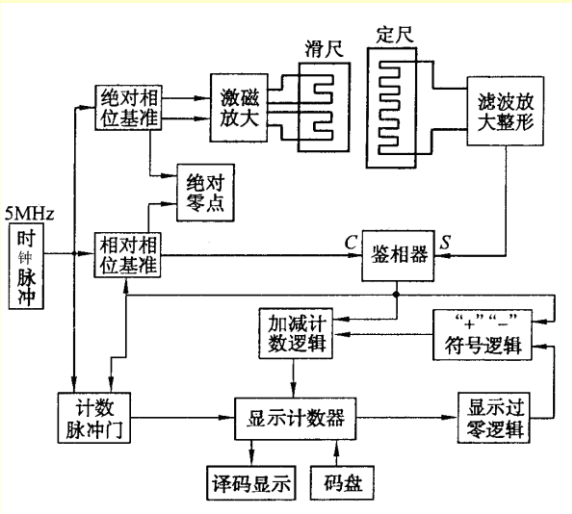 滑尺
定尺
绝对相
位基准
激磁
放大
滤波放
大整形
绝对
零点
5MHz
时
钟
脉
冲
相对相
位基准
C
鉴相器
S
加减计
数逻辑
“+”“−”
符号逻辑
计数
脉冲门
显示计数器
显示过
零逻辑
译码显示
码盘